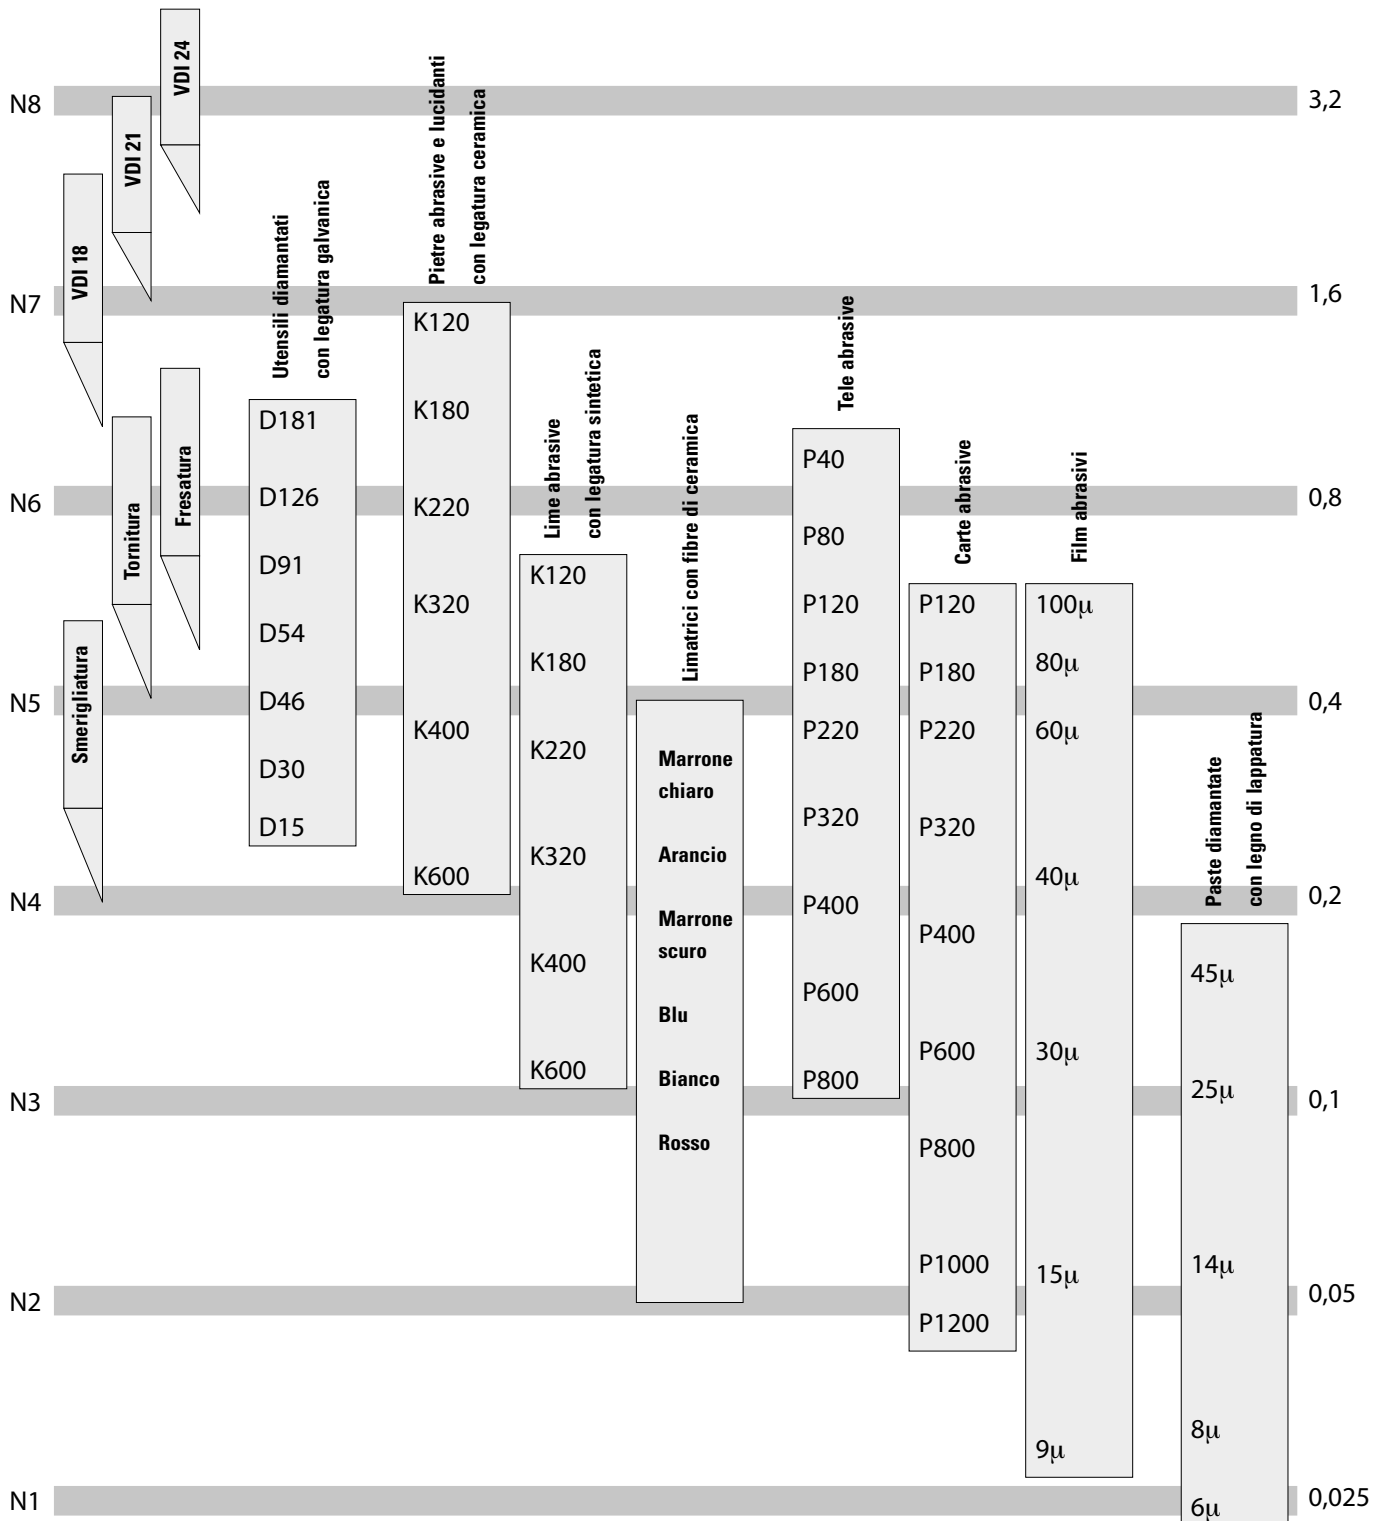 N8
N7
N6
N5
N4
N3
N2
N1
VDI 18
VDI 21
VDI 24
Smerigliatura
Tornitura
Fresatura
Utensili diamantati
con legatura galvanica
D181
D126
D91
D54
D46
D30
D15
Pietre abrasive e lucidanti
con legatura ceramica
K120
K180
K220
K320
K400
K600
Lime abrasive
con legatura sintetica
K120
K180
K220
K320
K400
K600
Limatrici con fibre di ceramica
Marrone
chiaro
Arancio
Marrone
scuro
Blu
Bianco
Rosso
Tele abrasive
P40
P80
P120
P180
P220
P320
P400
P600
P800
Carte abrasive
P120
P180
P220
P320
P400
P600
P800
P1000
P1200
Film abrasivi
100µ
80µ
60µ
40µ
30µ
15µ
9µ
Paste diamantate
con legno di lappatura
45µ
25µ
14µ
8µ
6µ
3,2
1,6
0,8
0,4
0,2
0,1
0,05
0,025